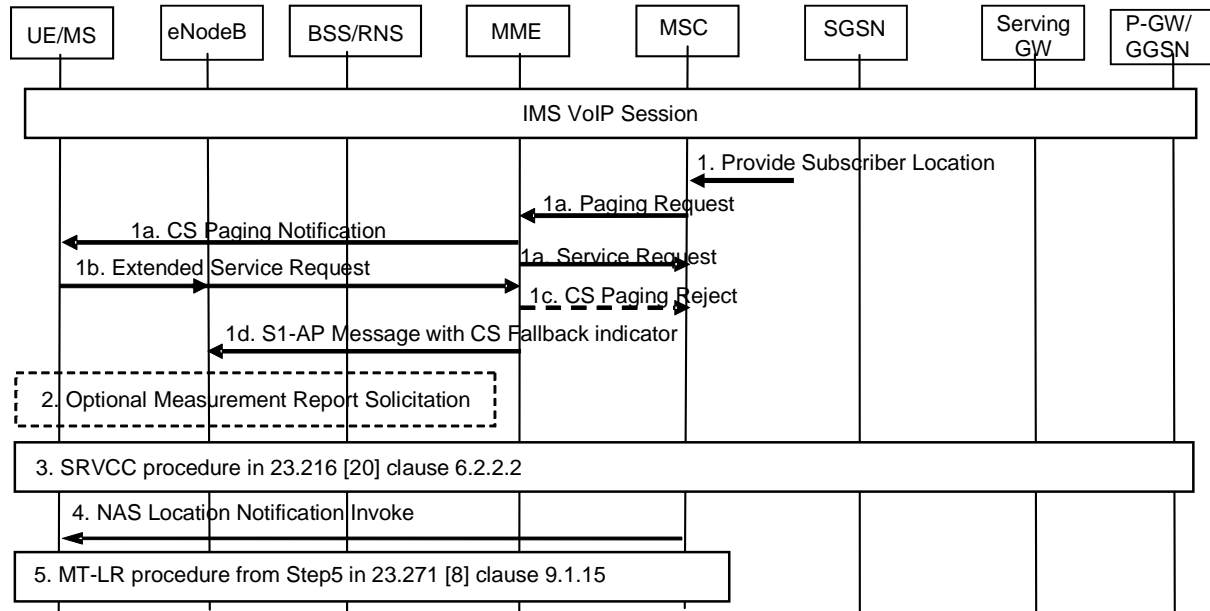 UE/MS
eNodeB
BSS/RNS
MME
MSC
SGSN
Serving
GW
P-GW/
GGSN
IMS VoIP Session
1. Provide Subscriber Location
1a. Paging Request
1a. CS Paging Notification
1a. Service Request
1b. Extended Service Request
1c. CS Paging Reject
1d. S1-AP Message with CS Fallback indicator
2. Optional Measurement Report Solicitation
3. SRVCC procedure in 23.216 [20] clause 6.2.2.2
4. NAS Location Notification Invoke
5. MT-LR procedure from Step5 in 23.271 [8] clause 9.1.15